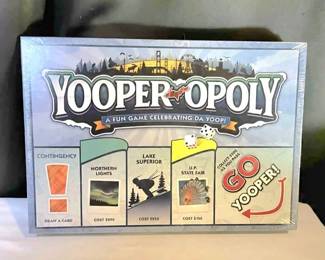 YOOPER-OPOLY
A FUN GAME CELEBRATING DA YOOP!
CONTINGENCY
!
DRAW A CARD
NORTHERN
LIGHTS
LAKE
SUPERIOR
U.P.
STATE FAIR
GO
YOOPER!